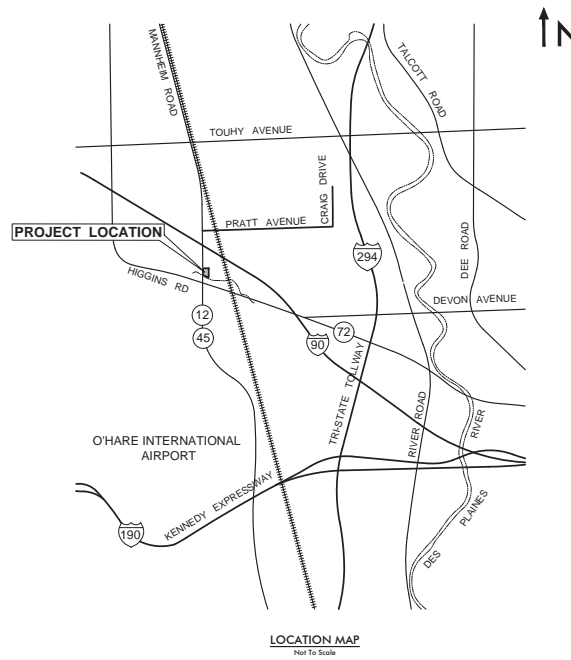 N
MANNHEIM ROAD
TALCOTT ROAD
TOUHY AVENUE
CRAIG DRIVE
PRATT AVENUE
PROJECT LOCATION
294
DEE ROAD
HIGGINS RD
DEVON AVENUE
12
72
45
90
TRI-STATE TOLLWAY
RIVER ROAD
O'HARE INTERNATIONAL
AIRPORT
KENNEDY EXPRESSWAY
190
DES PLAINES RIVER
LOCATION MAP
Not To Scale